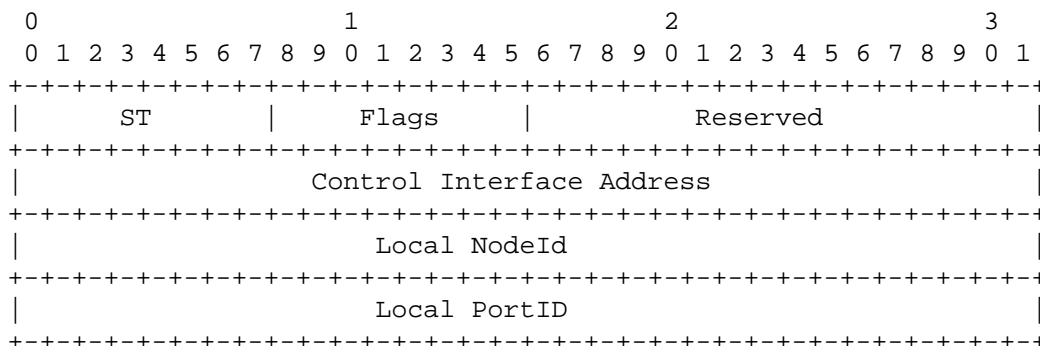 0                   1                   2                   3
 0 1 2 3 4 5 6 7 8 9 0 1 2 3 4 5 6 7 8 9 0 1 2 3 4 5 6 7 8 9 0 1
+-+-+-+-+-+-+-+-+-+-+-+-+-+-+-+-+-+-+-+-+-+-+-+-+-+-+-+-+-+-+-+-+
|      ST       |     Flags     |          Reserved             |
+-+-+-+-+-+-+-+-+-+-+-+-+-+-+-+-+-+-+-+-+-+-+-+-+-+-+-+-+-+-+-+-+
|                  Control Interface Address                    |
+-+-+-+-+-+-+-+-+-+-+-+-+-+-+-+-+-+-+-+-+-+-+-+-+-+-+-+-+-+-+-+-+
|                      Local NodeId                             |
+-+-+-+-+-+-+-+-+-+-+-+-+-+-+-+-+-+-+-+-+-+-+-+-+-+-+-+-+-+-+-+-+
|                      Local PortID                             |
+-+-+-+-+-+-+-+-+-+-+-+-+-+-+-+-+-+-+-+-+-+-+-+-+-+-+-+-+-+-+-+-+